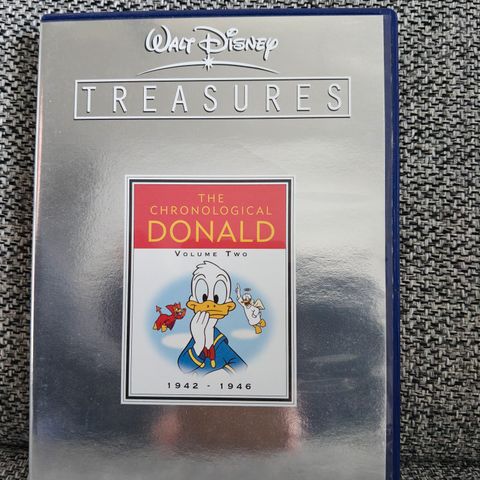 WALT DISNEY
TREASURES
THE
CHRONOLOGICAL
DONALD
VOLUME TWO
1942 - 1946